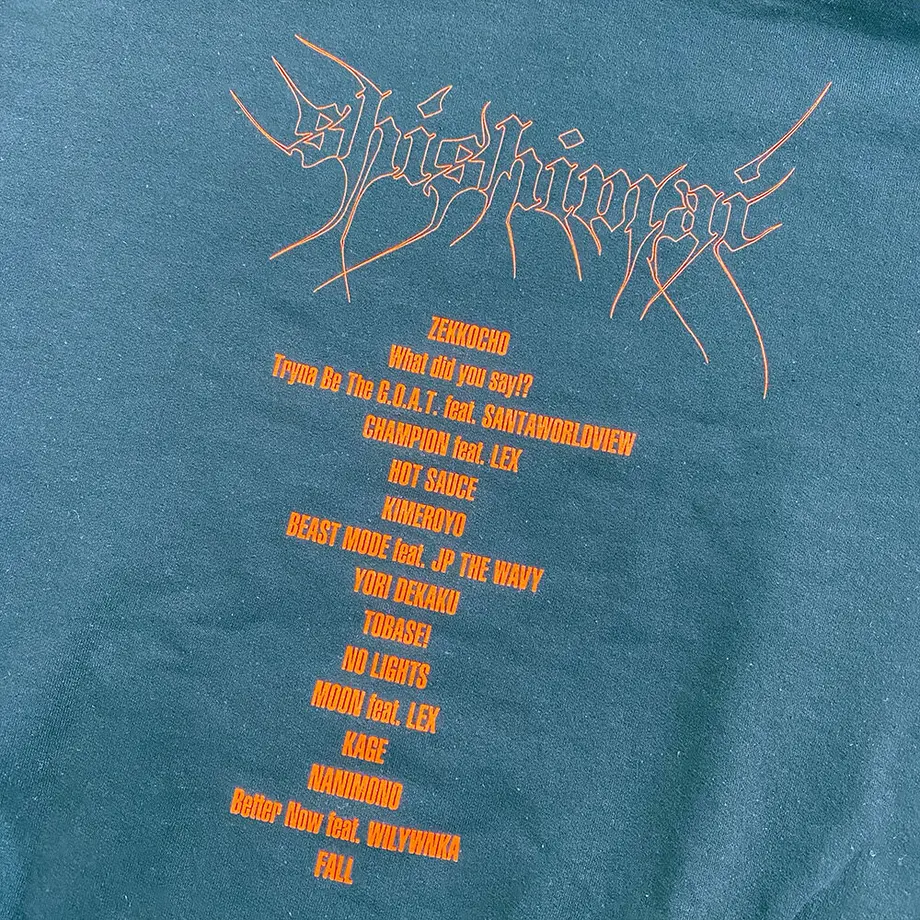 shishimai
ZEKKOCHO
What did you say!?
Tryna Be The G.O.A.T. feat. SANTAWORLDVIEW
CHAMPION feat. LEX
HOT SAUCE
KIMEROYO
BEAST MODE feat. JP THE WAVY
YORI DEKAKU
TOBASE!
NO LIGHTS
MOON feat. LEX
KAGE
NANIMONO
Better Now feat. WILYWNKA
FALL